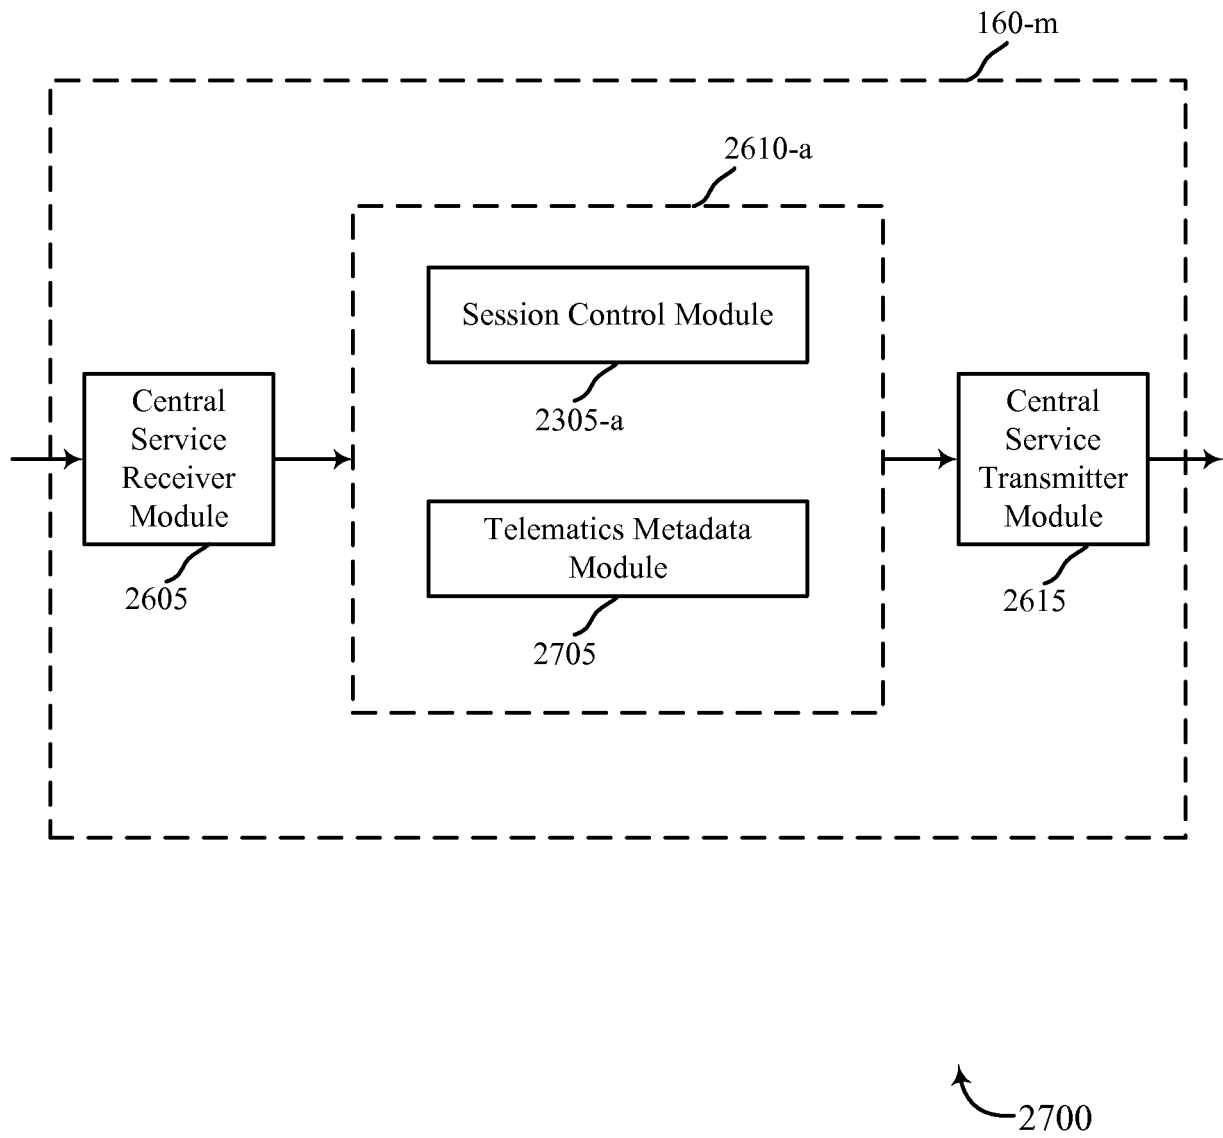 160-m
2610-a
Session Control Module
2305-a
Central
Service
Receiver
Module
2605
Telematics Metadata
Module
2705
Central
Service
Transmitter
Module
2615
2700